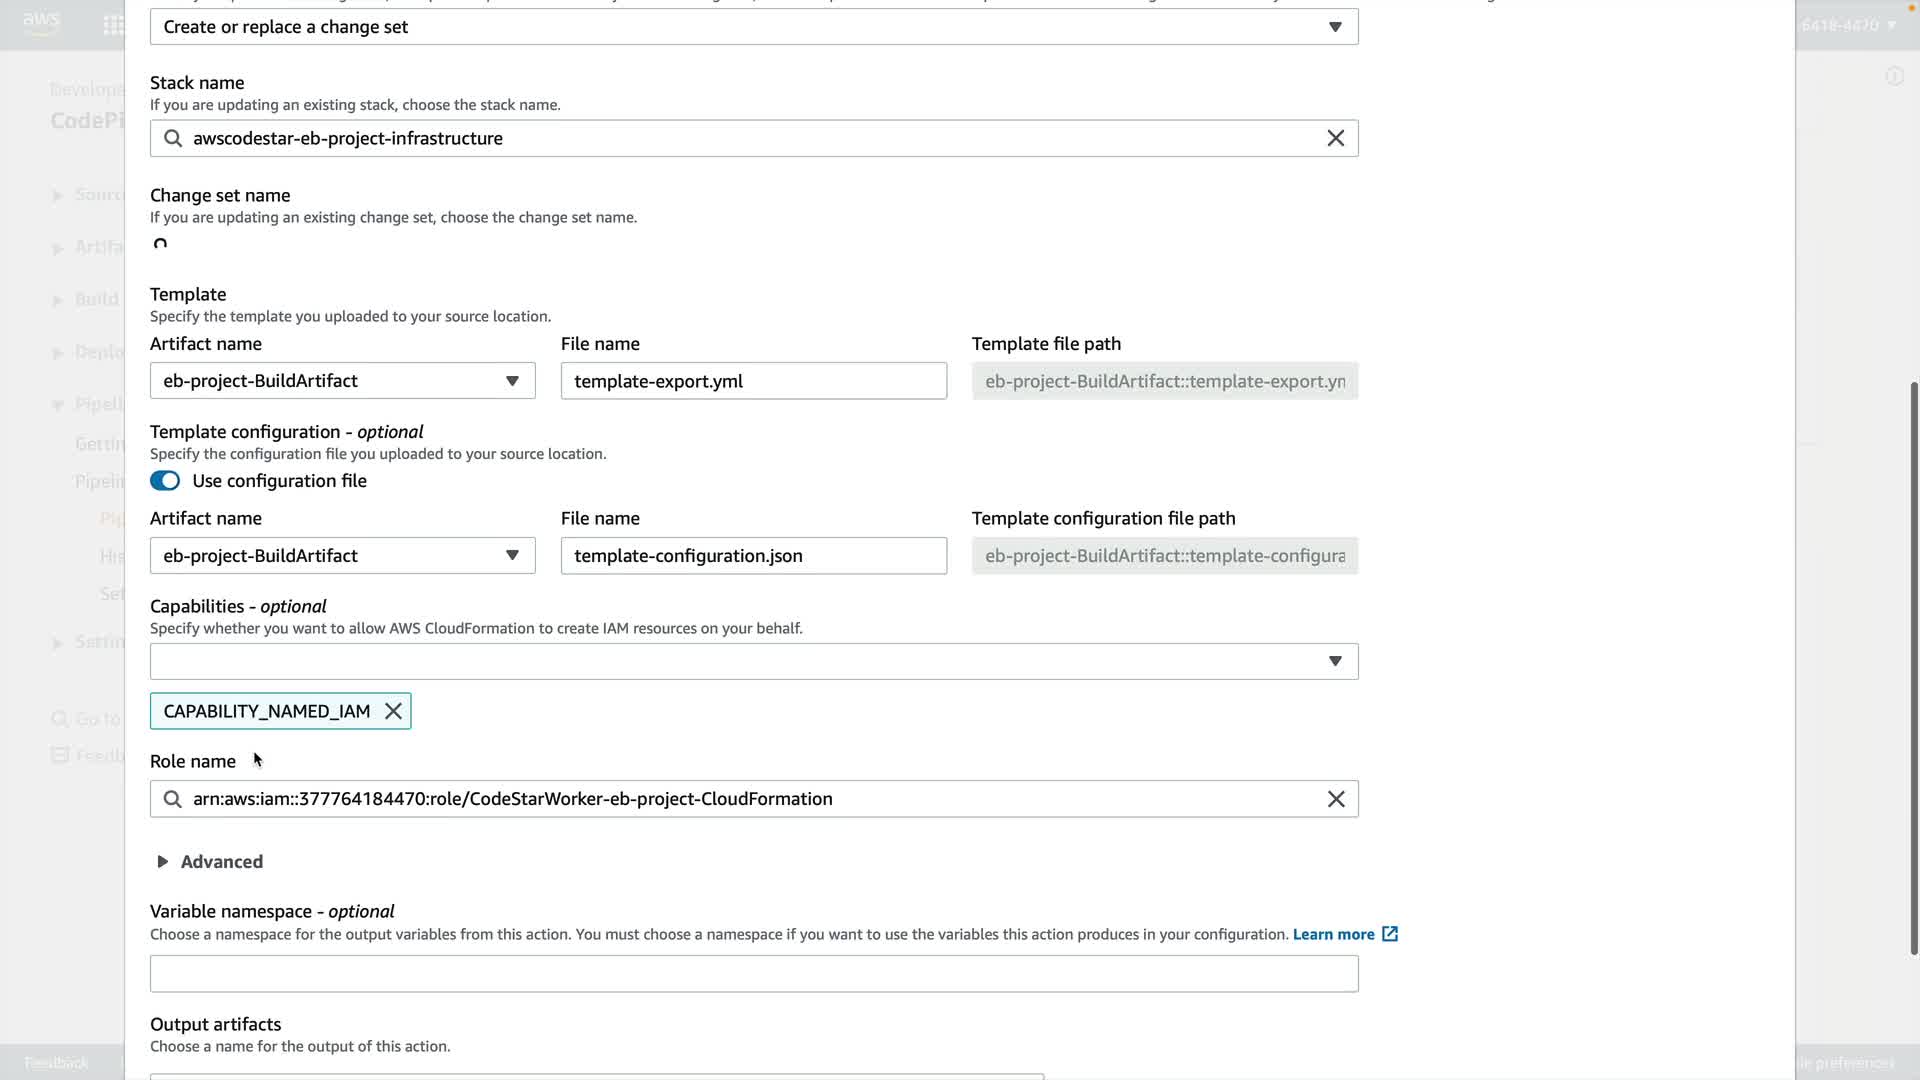 aws
6418-4470
Create or replace a change set
Stack name
If you are updating an existing stack, choose the stack name.
awscodestar-eb-project-infrastructure
Change set name
If you are updating an existing change set, choose the change set name.
Template
Specify the template you uploaded to your source location.
Artifact name File name Template file path
eb-project-BuildArtifact template-export.yml eb-project-BuildArtifact::template-export.yn
Template configuration - optional
Specify the configuration file you uploaded to your source location.
Use configuration file
Artifact name File name Template configuration file path
eb-project-BuildArtifact template-configuration.json eb-project-BuildArtifact::template-configura
Capabilities - optional
Specify whether you want to allow AWS CloudFormation to create IAM resources on your behalf.
CAPABILITY_NAMED_IAM
Role name
arn:aws:iam::377764184470:role/CodeStarWorker-eb-project-CloudFormation
Advanced
Variable namespace - optional
Choose a namespace for the output variables from this action. You must choose a namespace if you want to use the variables this action produces in your configuration. Learn more
Output artifacts
Choose a name for the output of this action.
Develope
CodePi
Sourc
Artifa
Build
Deplo
Pipeli
Gettin
Pipelin
Pip
His
Set
Settin
Go to
Feedb
Feedback
ie preferences